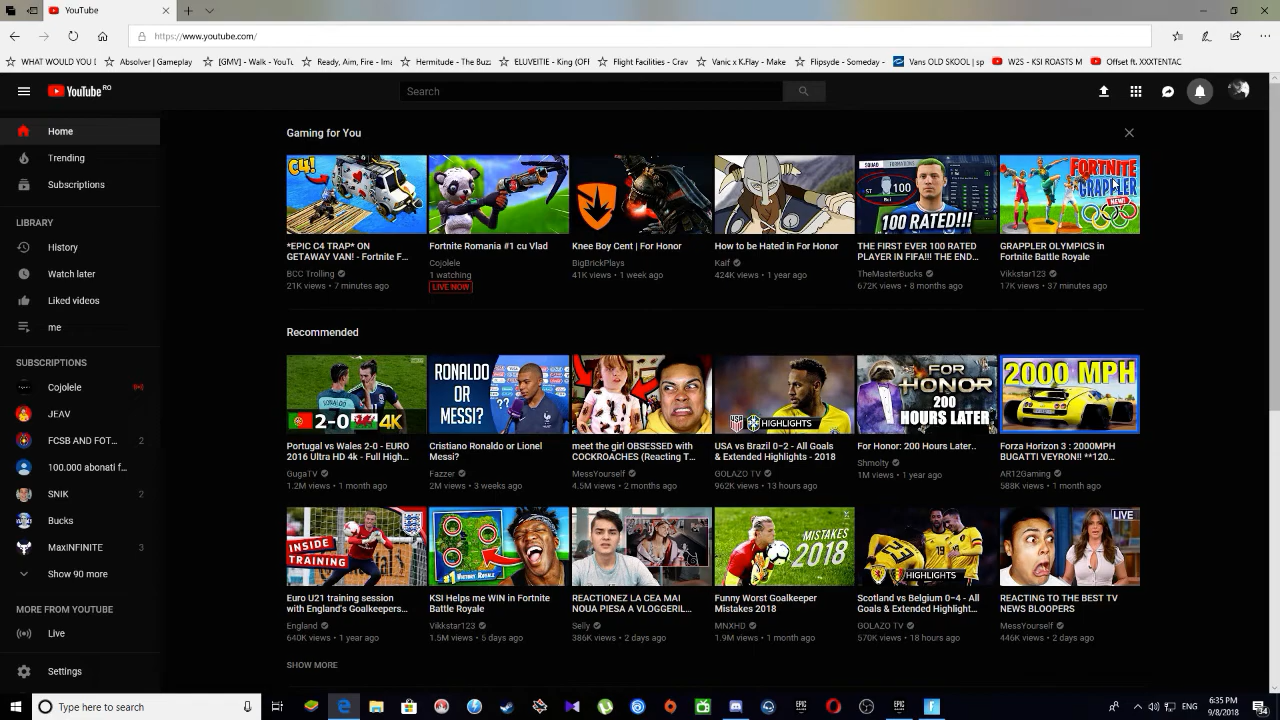 YouTube
https://www.youtube.com/
WHAT WOULD YOU D
Absolver | Gameplay
[GMV] - Walk - YouTu
Ready, Aim, Fire - Ima
Hermitude - The Buzz
ELUVEITIE - King (OFF
Flight Facilities - Crav
Vanic x K.Flay - Make
Flipsyde - Someday -
Vans OLD SKOOL | sp
W2S - KSI ROASTS M
Offset ft. XXXTENTAC
YouTube RO
Search
Home
Trending
Subscriptions
LIBRARY
History
Watch later
Liked videos
me
SUBSCRIPTIONS
Cojolele
JEAV
FCSB AND FOT... 2
100.000 abonati f...
SNIK 2
Bucks
MaxINFINITE 3
Show 90 more
MORE FROM YOUTUBE
Live
Settings
Gaming for You
C4!
SQUAD FORMATIONS
ST 100
100 RATED!!!
FORTNITE
GRAPPLER
NEW!
*EPIC C4 TRAP* ON
GETAWAY VAN! - Fortnite F...
BCC Trolling
21K views • 7 minutes ago
Fortnite Romania #1 cu Vlad
Cojolele
1 watching
LIVE NOW
Knee Boy Cent | For Honor
BigBrickPlays
41K views • 1 week ago
How to be Hated in For Honor
Kaif
424K views • 1 year ago
THE FIRST EVER 100 RATED
PLAYER IN FIFA!!! THE END...
TheMasterBucks
672K views • 8 months ago
GRAPPLER OLYMPICS in
Fortnite Battle Royale
Vikkstar123
17K views • 37 minutes ago
Recommended
2-0
4K
RONALDO
OR
MESSI?
HIGHLIGHTS
FOR
HONOR
200
HOURS LATER
2000 MPH
Portugal vs Wales 2-0 - EURO
2016 Ultra HD 4k - Full High...
GugaTV
1.2M views • 1 month ago
Cristiano Ronaldo or Lionel
Messi?
Fazzer
2M views • 3 weeks ago
meet the girl OBSESSED with
COCKROACHES (Reacting T...
MessYourself
4.5M views • 2 months ago
USA vs Brazil 0−2 - All Goals
& Extended Highlights - 2018
GOLAZO TV
962K views • 13 hours ago
For Honor: 200 Hours Later..
Shmolty
1M views • 1 year ago
Forza Horizon 3 : 2000MPH
BUGATTI VEYRON!! **120...
AR12Gaming
588K views • 1 month ago
INSIDE
TRAINING
#1 VICTORY ROYALE
MISTAKES
2018
23
19
HIGHLIGHTS
LIVE
Euro U21 training session
with England's Goalkeepers...
England
640K views • 1 year ago
KSI Helps me WIN in Fortnite
Battle Royale
Vikkstar123
1.5M views • 5 days ago
REACTIONEZ LA CEA MAI
NOUA PIESA A VLOGGERIL...
Selly
386K views • 2 days ago
Funny Worst Goalkeeper
Mistakes 2018
MNXHD
1.9M views • 1 month ago
Scotland vs Belgium 0−4 - All
Goals & Extended Highlight...
GOLAZO TV
570K views • 18 hours ago
REACTING TO THE BEST TV
NEWS BLOOPERS
MessYourself
446K views • 2 days ago
SHOW MORE
Type here to search
EPIC
EPIC
ENG
6:35 PM
9/8/2018
34